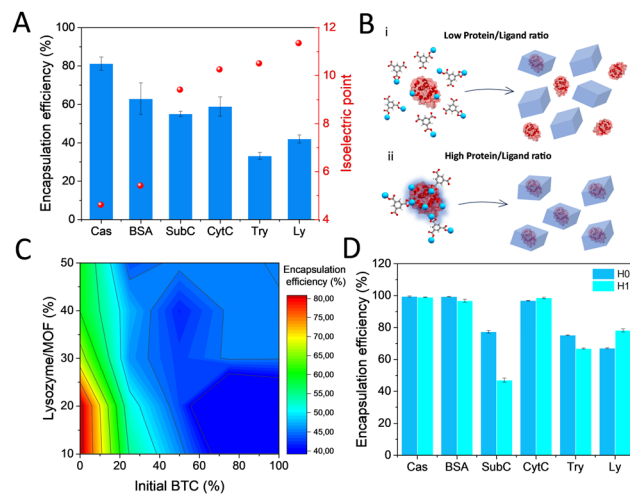 A
Encapsulation efficiency (%)
100
80
60
40
20
0
Cas BSA SubC CytC Try Ly
12
10
8
6
4
Isoelectric point
B
i
Low Protein/Ligand ratio
ii
High Protein/Ligand ratio
C
Lysozyme/MOF (%)
50
40
30
20
10
0 20 40 60 80 100
Initial BTC (%)
Encapsulation
efficiency (%)
80,00
70,00
65,00
60,00
55,00
50,00
45,00
40,00
D
H0
H1
Encapsulation efficiency (%)
120
100
80
60
40
20
0
Cas BSA SubC CytC Try Ly